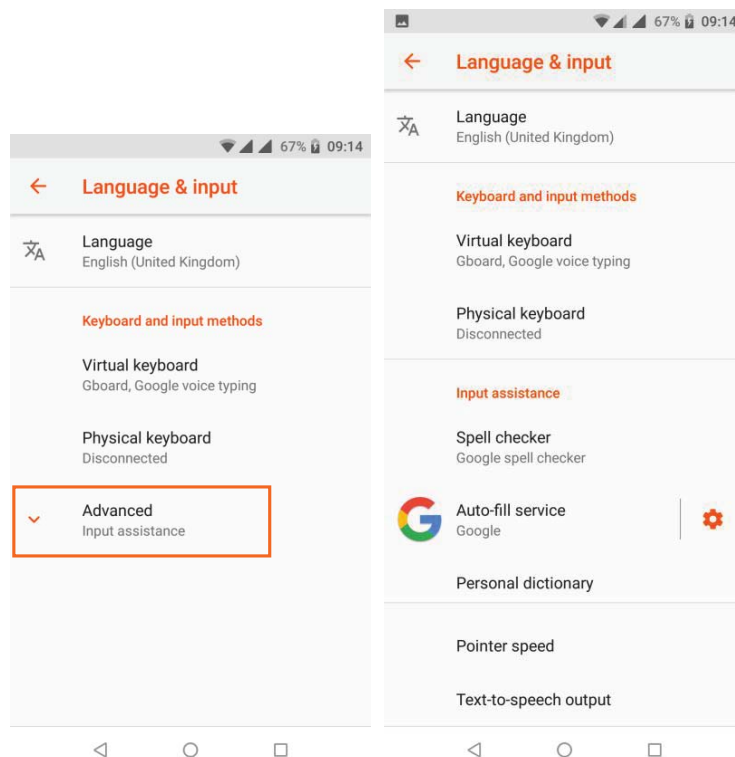 67% 09:14
Language & input
Language
English (United Kingdom)
Keyboard and input methods
Virtual keyboard
Gboard, Google voice typing
Physical keyboard
Disconnected
Advanced
Input assistance
67% 09:14
Language & input
Language
English (United Kingdom)
Keyboard and input methods
Virtual keyboard
Gboard, Google voice typing
Physical keyboard
Disconnected
Input assistance
Spell checker
Google spell checker
Auto-fill service
Google
Personal dictionary
Pointer speed
Text-to-speech output